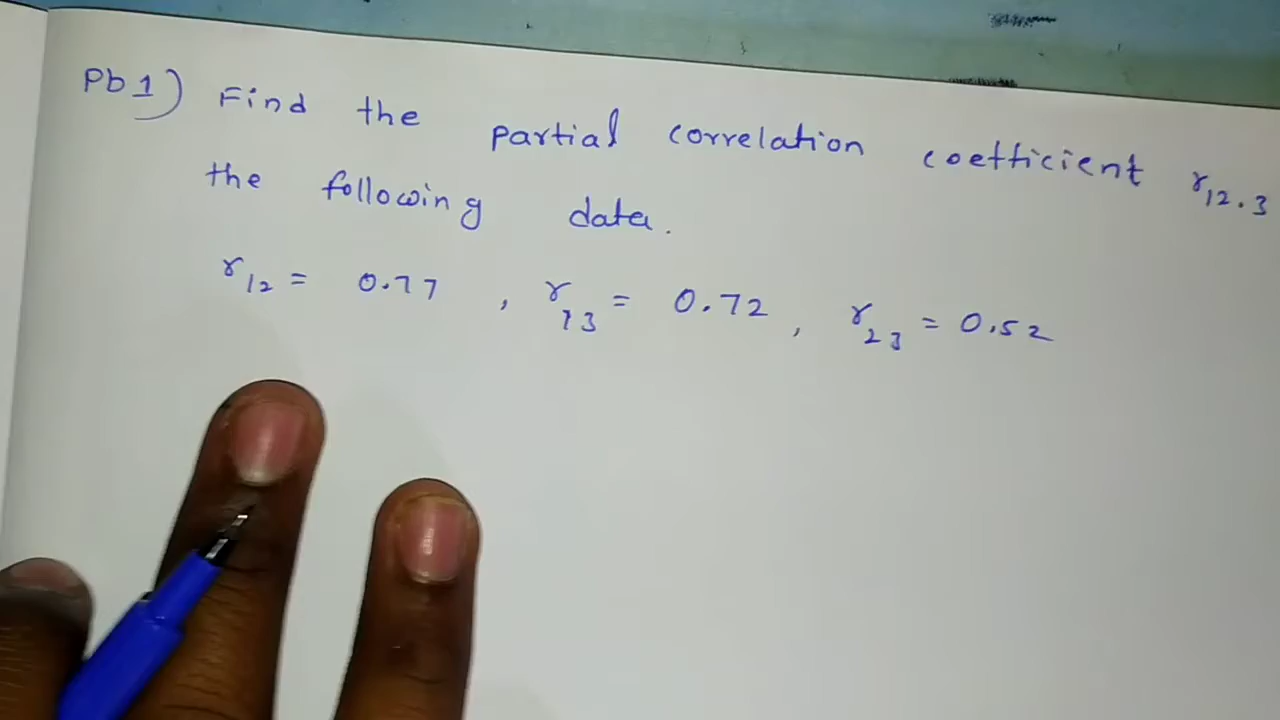 Pb 1) Find the partial correlation coefficient r12.3
the following data.
r12 = 0.77 , r13 = 0.72 , r23 = 0.52